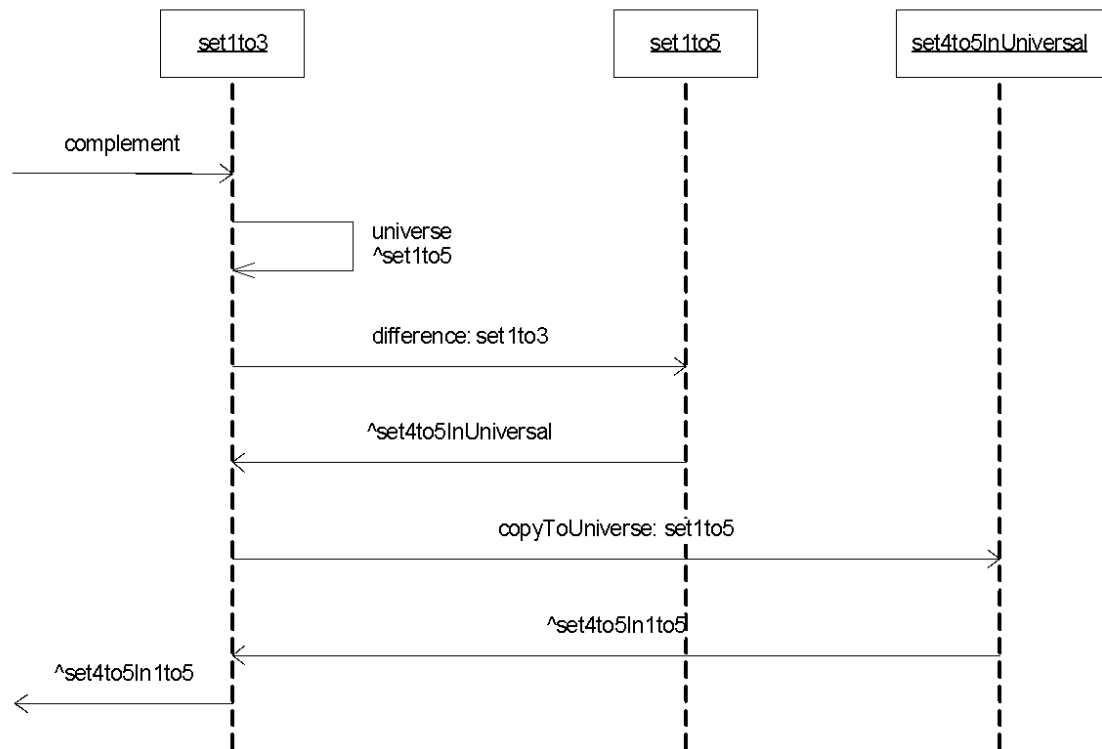 set1to3
set1to5
set4to5InUniversal
complement
universe
^set1to5
difference: set1to3
^set4to5InUniversal
copyToUniverse: set1to5
^set4to5In1to5
^set4to5In1to5